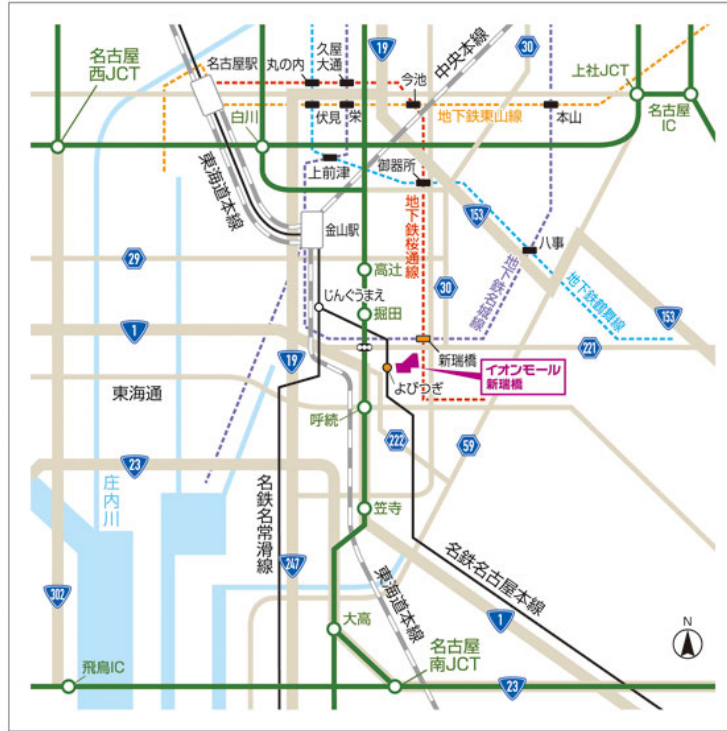 名古屋
西JCT
名古屋駅
丸の内
久屋
大通
19
中央本線
30
上社JCT
名古屋
IC
今池
白川
伏見
栄
地下鉄東山線
本山
東海道本線
上前津
御器所
地下鉄桜通線
153
金山駅
八事
29
高辻
地下鉄名城線
地下鉄鶴舞線
30
じんぐうまえ
堀田
153
1
19
新瑞橋
221
イオンモール
新瑞橋
よびつぎ
東海通
呼続
222
59
23
庄内川
名鉄名常滑線
笠寺
247
302
東海道本線
名鉄名古屋本線
大高
1
N
名古屋
南JCT
飛鳥IC
23